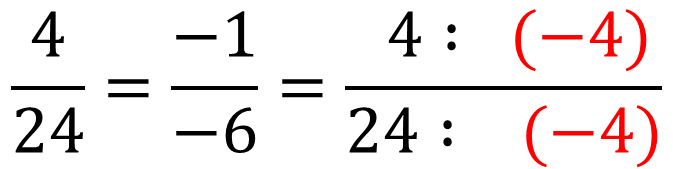 4/24 = −1/−6 = 4 : (−4)/24 : (−4)